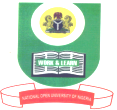 WORK & LEARN
NATIONAL OPEN UNIVERSITY OF NIGERIA